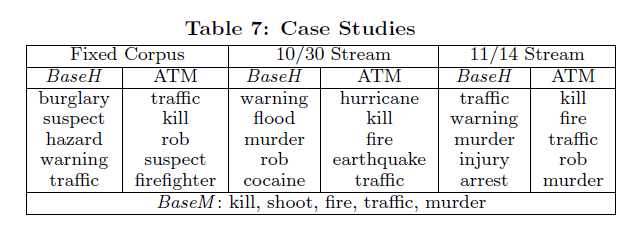 Table 7: Case Studies
Fixed Corpus 10/30 Stream 11/14 Stream
BaseH ATM BaseH ATM BaseH ATM
burglary traffic warning hurricane traffic kill
suspect kill flood kill warning fire
hazard rob murder fire murder traffic
warning suspect rob earthquake injury rob
traffic firefighter cocaine traffic arrest murder
BaseM: kill, shoot, fire, traffic, murder